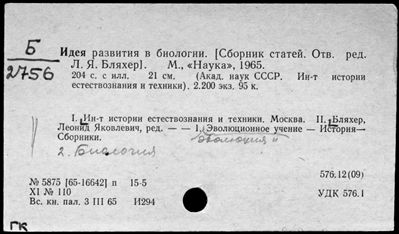 Б
2756
Идея развития в биологии. [Сборник статей. Отв. ред.
Л. Я. Бляхер]. М., «Наука», 1965.
204 с. с илл. 21 см. (Акад. наук СССР. Ин-т истории
естествознания и техники). 2.200 экз. 95 к.
I. Ин-т истории естествознания и техники. Москва. II. Бляхер,
Леонид Яковлевич, ред. — — 1. Эволюционное учение — История—
Сборники. эволюция
2. Биология
576.12(09)
№ 5875 [65-16642] п 15-5
XI № 110 УДК 576.1
Вс. кн. пал. 3 III 65 И294
ГК